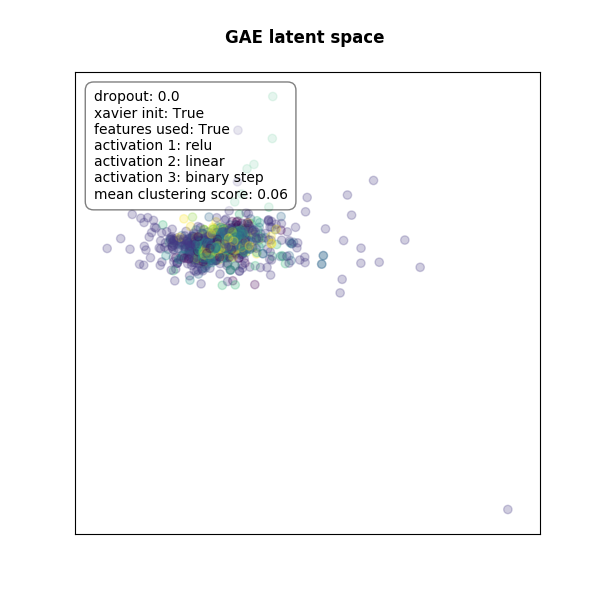 GAE latent space
dropout: 0.0
xavier init: True
features used: True
activation 1: relu
activation 2: linear
activation 3: binary step
mean clustering score: 0.06